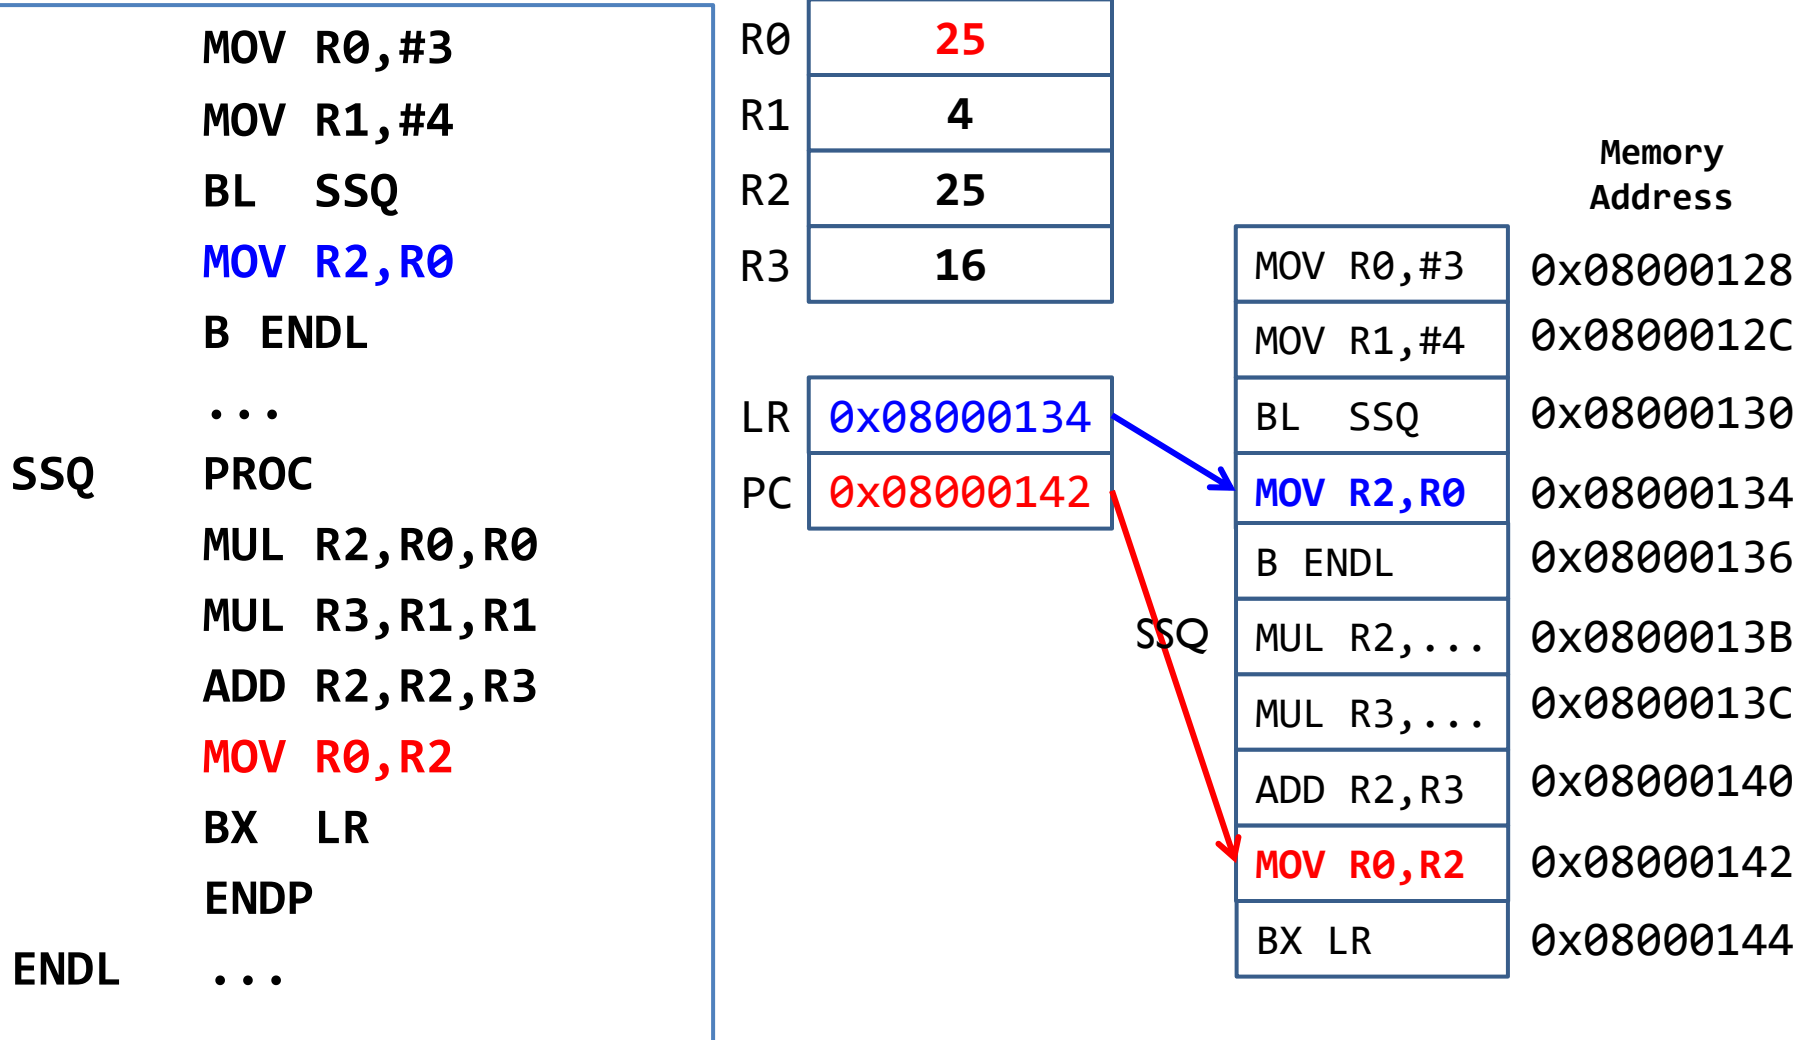 MOV R0,#3
MOV R1,#4
BL SSQ
MOV R2,R0
B ENDL
...
SSQ PROC
MUL R2,R0,R0
MUL R3,R1,R1
ADD R2,R2,R3
MOV R0,R2
BX LR
ENDP
ENDL ...
R0 25
R1 4
R2 25
R3 16
LR 0x08000134
PC 0x08000142
Memory
Address
MOV R0,#3 0x08000128
MOV R1,#4 0x0800012C
BL SSQ 0x08000130
MOV R2,R0 0x08000134
B ENDL 0x08000136
SSQ MUL R2,... 0x0800013B
MUL R3,... 0x0800013C
ADD R2,R3 0x08000140
MOV R0,R2 0x08000142
BX LR 0x08000144